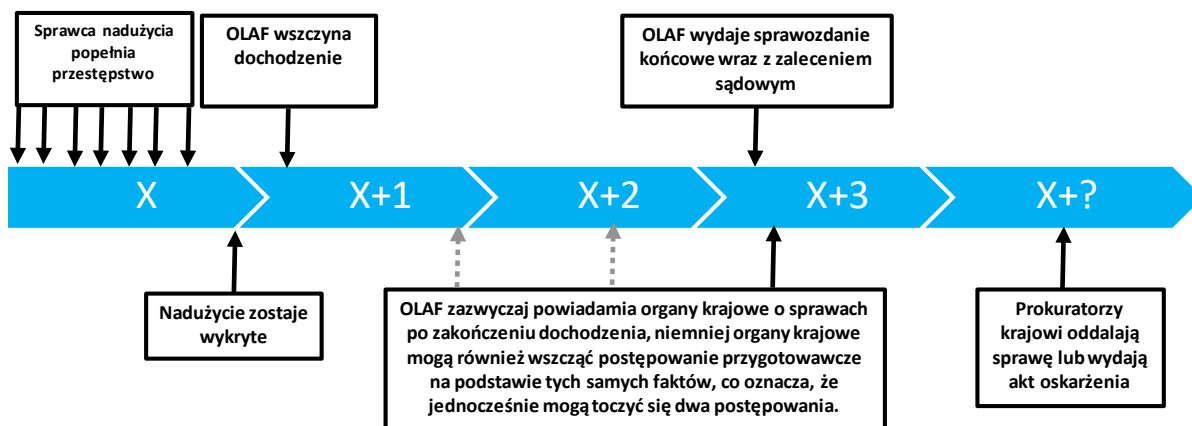 Sprawca nadużycia
popełnia
przestępstwo
OLAF wszczyna
dochodzenie
OLAF wydaje sprawozdanie
końcowe wraz z zaleceniem
sądowym
X
X+1
X+2
X+3
X+?
Nadużycie zostaje
wykryte
OLAF zazwyczaj powiadamia organy krajowe o sprawach
po zakończeniu dochodzenia, niemniej organy krajowe
mogą również wszcząć postępowanie przygotowawcze
na podstawie tych samych faktów, co oznacza, że
jednocześnie mogą toczyć się dwa postępowania.
Prokuratorzy
krajowi oddalają
sprawę lub wydają
akt oskarżenia